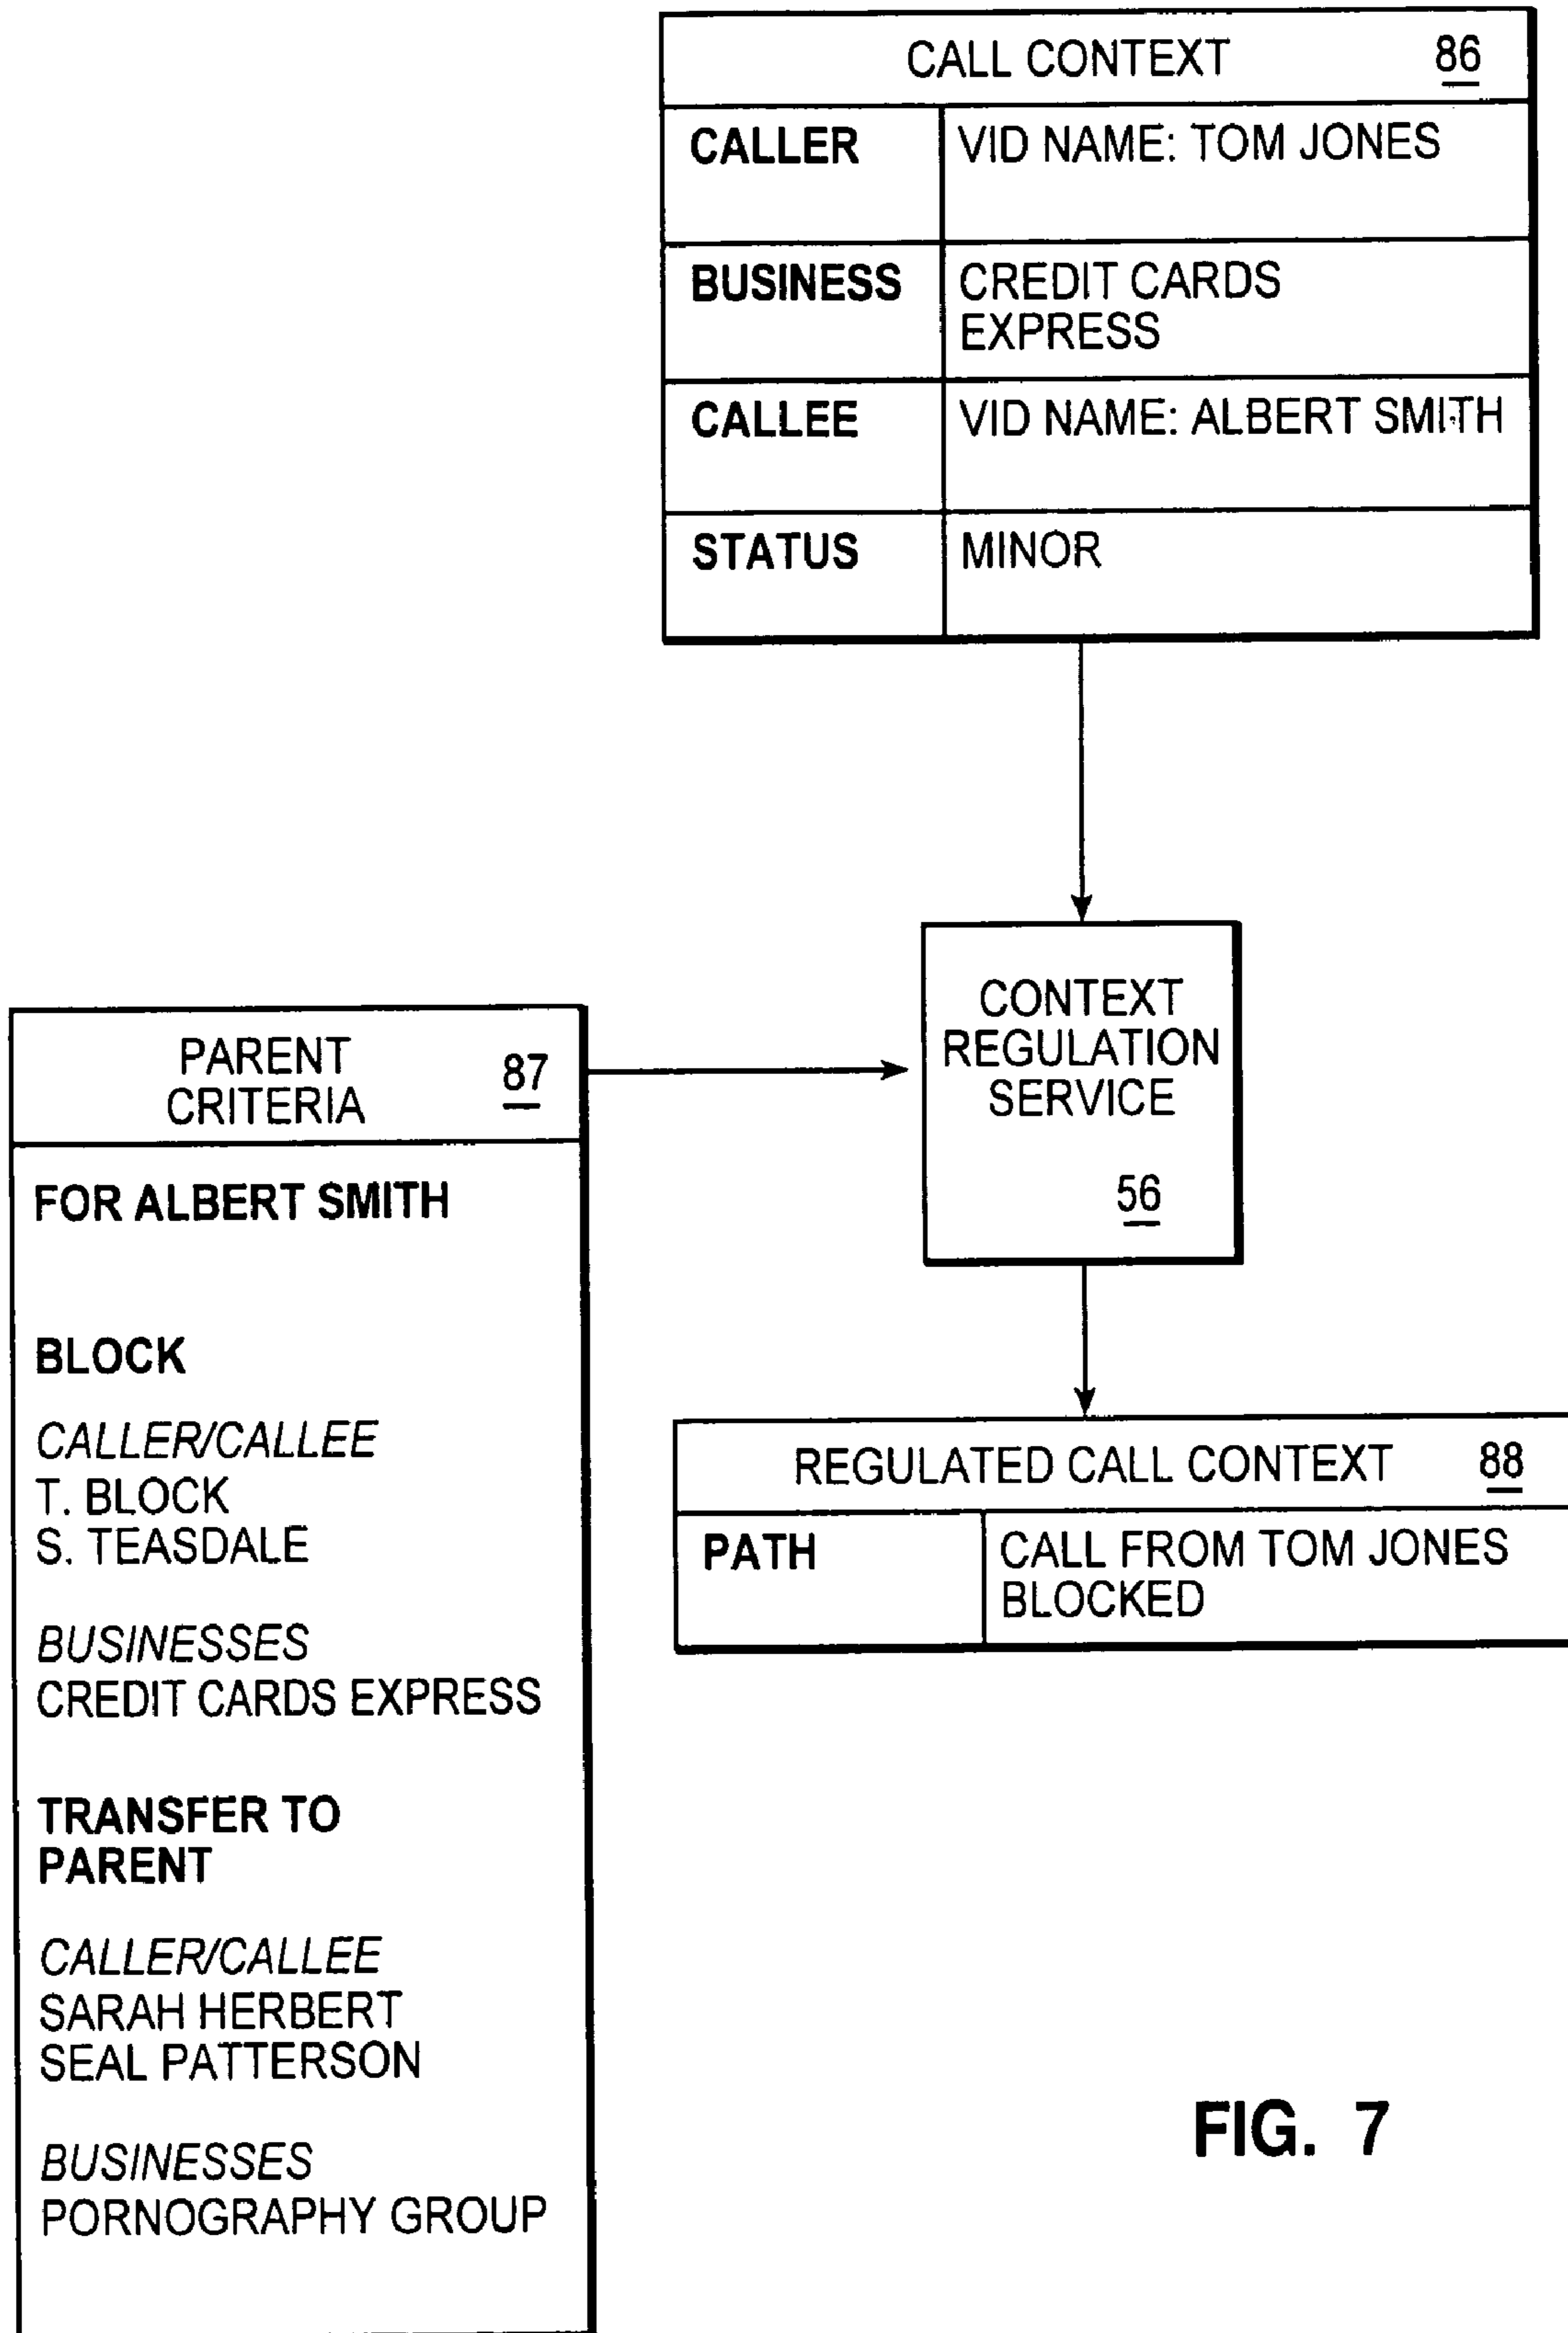 CALL CONTEXT 86
CALLER VID NAME: TOM JONES
BUSINESS CREDIT CARDS
EXPRESS
CALLEE VID NAME: ALBERT SMITH
STATUS MINOR
CONTEXT
REGULATION
SERVICE
56
PARENT
CRITERIA
87
FOR ALBERT SMITH
BLOCK
CALLER/CALLEE
T. BLOCK
S. TEASDALE
BUSINESSES
CREDIT CARDS EXPRESS
TRANSFER TO
PARENT
CALLER/CALLEE
SARAH HERBERT
SEAL PATTERSON
BUSINESSES
PORNOGRAPHY GROUP
REGULATED CALL CONTEXT 88
PATH CALL FROM TOM JONES
BLOCKED
FIG. 7